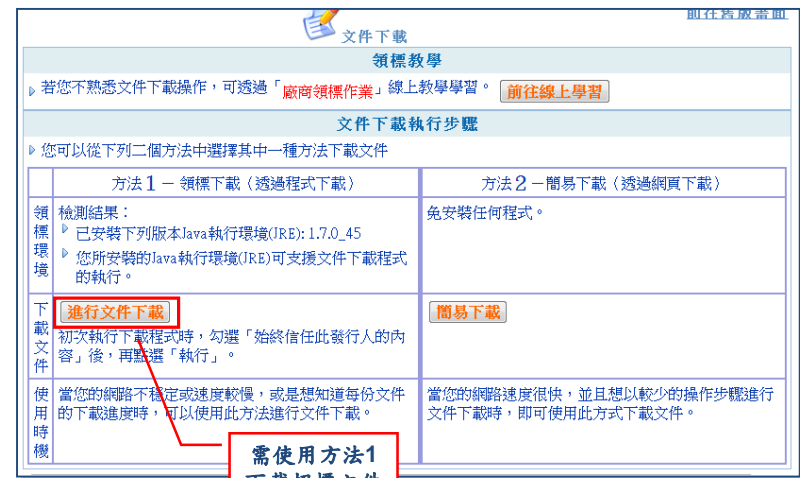 前往舊版畫面
文件下載
領標教學
若您不熟悉文件下載操作，可透過「廠商領標作業」線上教學學習。 前往線上學習
文件下載執行步驟
您可以從下列二個方法中選擇其中一種方法下載文件
方法1－領標下載（透過程式下載）
方法2－簡易下載（透過網頁下載）
領標環境
檢測結果：
已安裝下列版本Java執行環境(JRE): 1.7.0_45
您所安裝的Java執行環境(JRE)可支援文件下載程式
的執行。
免安裝任何程式。
下載文件
進行文件下載
初次執行下載程式時，勾選「始終信任此發行人的內
容」後，再點選「執行」。
簡易下載
使用時機
當您的網路不穩定或速度較慢，或是想知道每份文件
的下載進度時，可以使用此方法進行文件下載。
當您的網路速度很快，並且想以較少的操作步驟進行
文件下載時，即可使用此方式下載文件。
需使用方法1